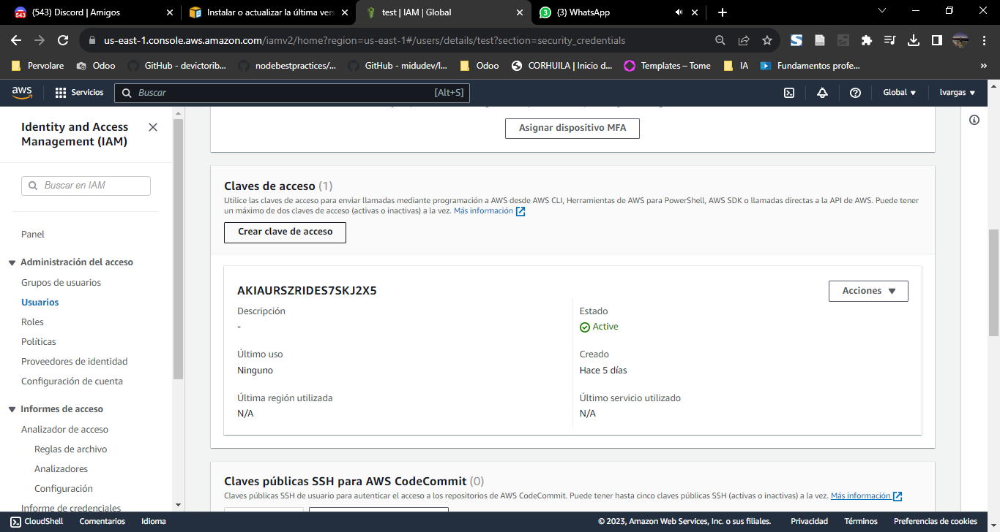 (543) Discord | Amigos
Instalar o actualizar la última vers
test | IAM | Global
(3) WhatsApp
us-east-1.console.aws.amazon.com/iamv2/home?region=us-east-1#/users/details/test?section=security_credentials
Pervolare
Odoo
GitHub - devictorib...
nodebestpractices/...
GitHub - midudev/l...
Odoo
CORHUILA | Inicio d...
Templates – Tome
IA
Fundamentos profe...
»
aws
Servicios
Buscar
[Alt+S]
Global
lvargas
Identity and Access
Management (IAM)
Buscar en IAM
Panel
Administración del acceso
Grupos de usuarios
Usuarios
Roles
Políticas
Proveedores de identidad
Configuración de cuenta
Informes de acceso
Analizador de acceso
Reglas de archivo
Analizadores
Configuración
Informe de credenciales
Asignar dispositivo MFA
Claves de acceso (1)
Utilice las claves de acceso para enviar llamadas mediante programación a AWS desde AWS CLI, Herramientas de AWS para PowerShell, AWS SDK o llamadas directas a la API de AWS. Puede tener
un máximo de dos claves de acceso (activas o inactivas) a la vez. Más información
Crear clave de acceso
AKIAURSZRIDES7SKJ2X5
Acciones
Descripción
-
Estado
Active
Último uso
Ninguno
Creado
Hace 5 días
Última región utilizada
N/A
Último servicio utilizado
N/A
Claves públicas SSH para AWS CodeCommit (0)
Claves públicas SSH de usuario para autenticar el acceso a los repositorios de AWS CodeCommit. Puede tener hasta cinco claves públicas SSH (activas o inactivas) a la vez. Más información
CloudShell
Comentarios
Idioma
© 2023, Amazon Web Services, Inc. o sus filiales.
Privacidad
Términos
Preferencias de cookies